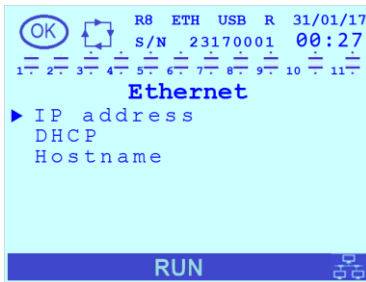 OK R8 ETH USB R 31/01/17
S/N 23170001 00:27
1 2 3 4 5 6 7 8 9 10 11
Ethernet
IP address
DHCP
Hostname
RUN